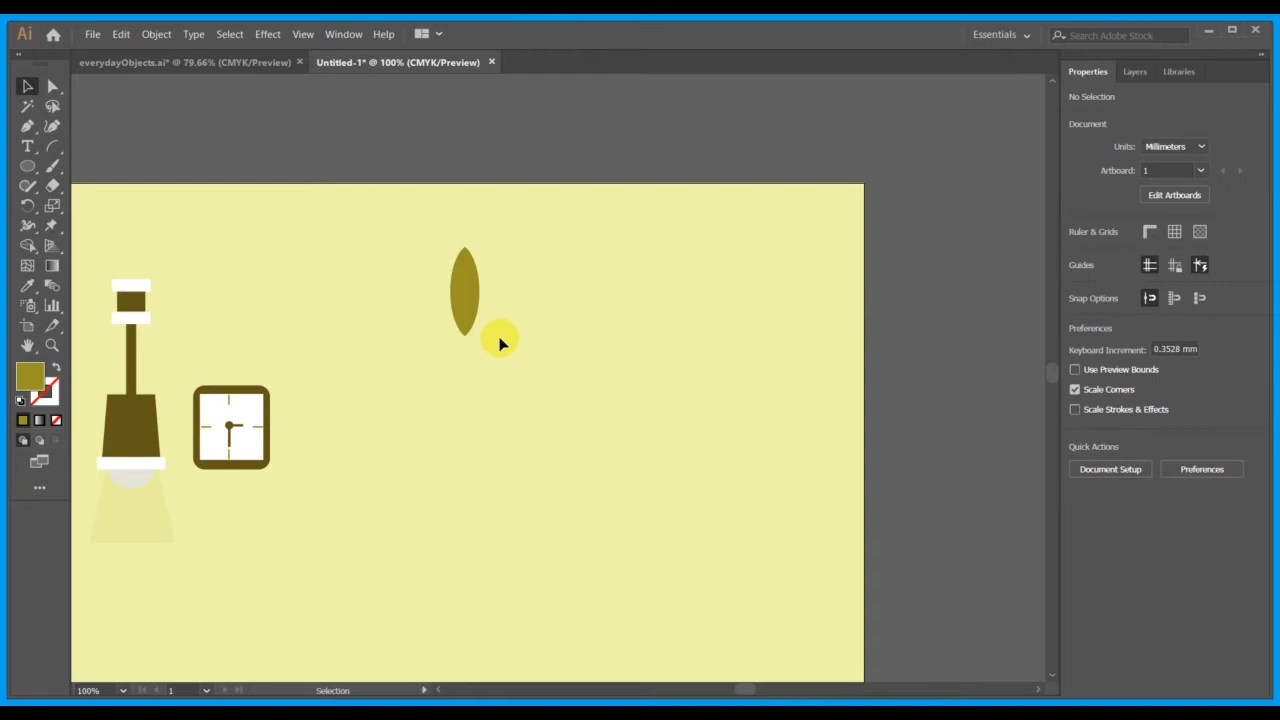 Ai
File Edit Object Type Select Effect View Window Help
Essentials
Search Adobe Stock
everydayObjects.ai* @ 79.66% (CMYK/Preview) ×
Untitled-1* @ 100% (CMYK/Preview) ×
Properties Layers Libraries
No Selection
Document
Units: Millimeters
Artboard: 1
Edit Artboards
Ruler & Grids
Guides
Snap Options
Preferences
Keyboard Increment: 0.3528 mm
Use Preview Bounds
Scale Corners
Scale Strokes & Effects
Quick Actions
Document Setup Preferences
100% 1 Selection